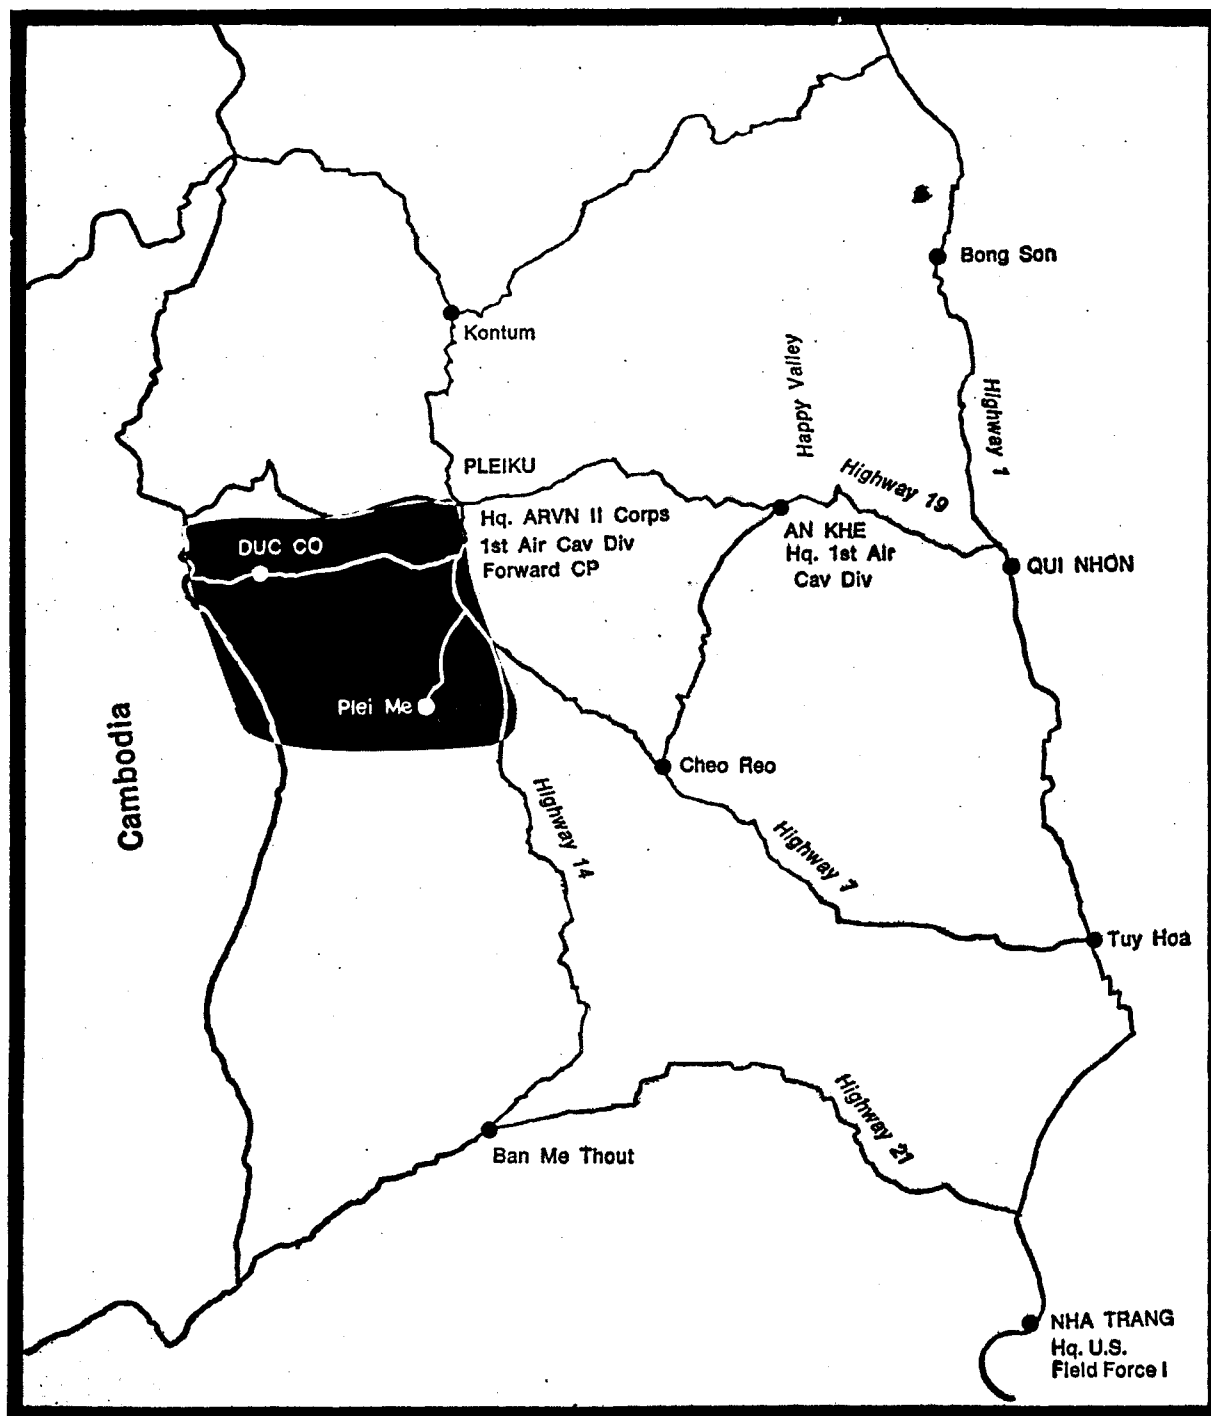 Bong Son
Kontum
Happy Valley
Highway 1
PLEIKU
Highway 19
Hq. ARVN II Corps
1st Air Cav Div
Forward CP
AN KHE
Hq. 1st Air
Cav Div
DUC CO
QUI NHON
Plei Me
Cambodia
Cheo Reo
Highway 14
Highway 7
Tuy Hoa
Highway 21
Ban Me Thout
NHA TRANG
Hq. U.S.
Field Force I